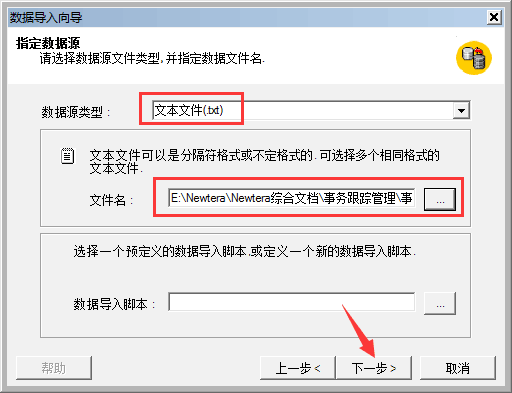 数据导入向导
指定数据源
请选择数据源文件类型,并指定数据文件名.
数据源类型： 文本文件(.txt)
文本文件可以是分隔符格式或不定格式的.可选择多个相同格式的
文本文件.
文件名： E:\Newtera\Newtera综合文档\事务跟踪管理\事 ...
选择一个预定义的数据导入脚本.或定义一个新的数据导入脚本.
数据导入脚本： ...
帮助 上一步 < 下一步 > 取消